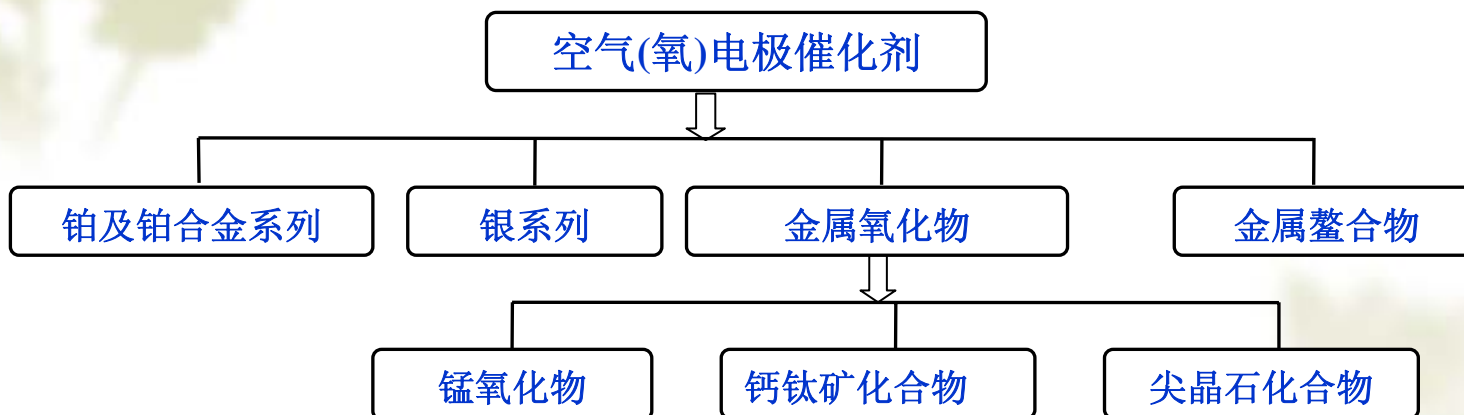 空气(氧)电极催化剂
铂及铂合金系列
银系列
金属氧化物
金属鳌合物
锰氧化物
钙钛矿化合物
尖晶石化合物